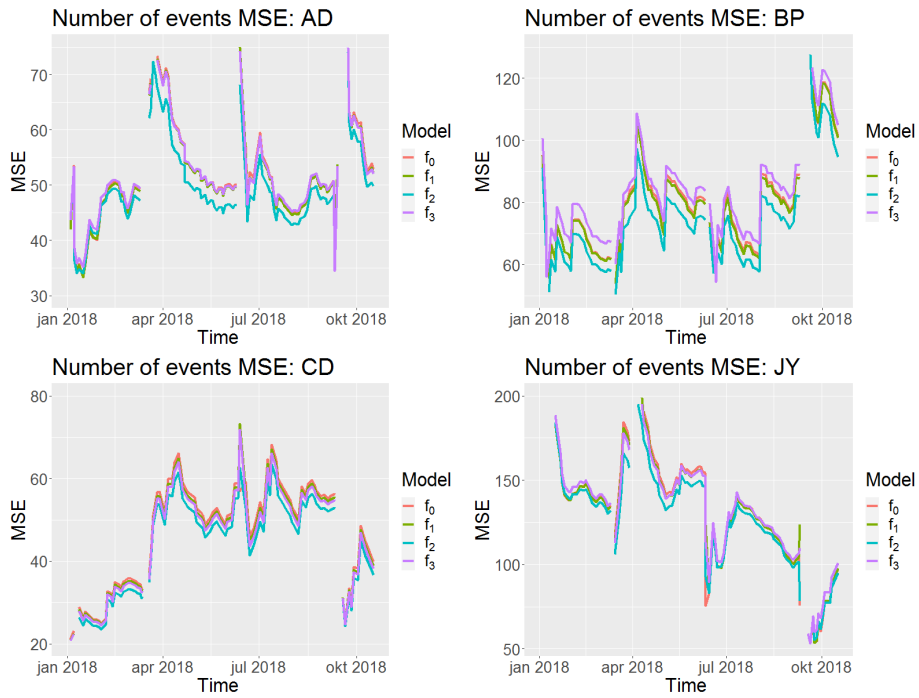 Number of events MSE: AD
MSE
70
60
50
40
30
jan 2018
apr 2018
jul 2018
okt 2018
Time
Model
f0
f1
f2
f3
Number of events MSE: BP
MSE
120
100
80
60
jan 2018
apr 2018
jul 2018
okt 2018
Time
Model
f0
f1
f2
f3
Number of events MSE: CD
MSE
80
60
40
20
jan 2018
apr 2018
jul 2018
okt 2018
Time
Model
f0
f1
f2
f3
Number of events MSE: JY
MSE
200
150
100
50
jan 2018
apr 2018
jul 2018
okt 2018
Time
Model
f0
f1
f2
f3